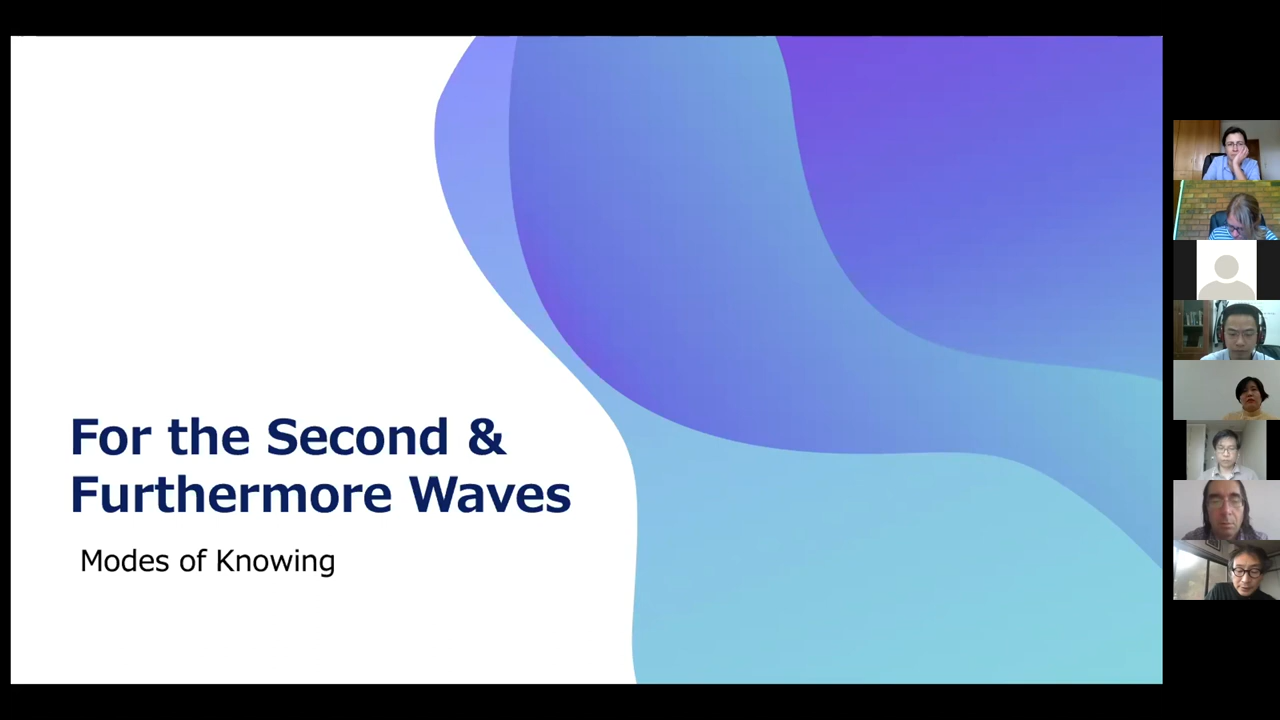 For the Second &
Furthermore Waves
Modes of Knowing